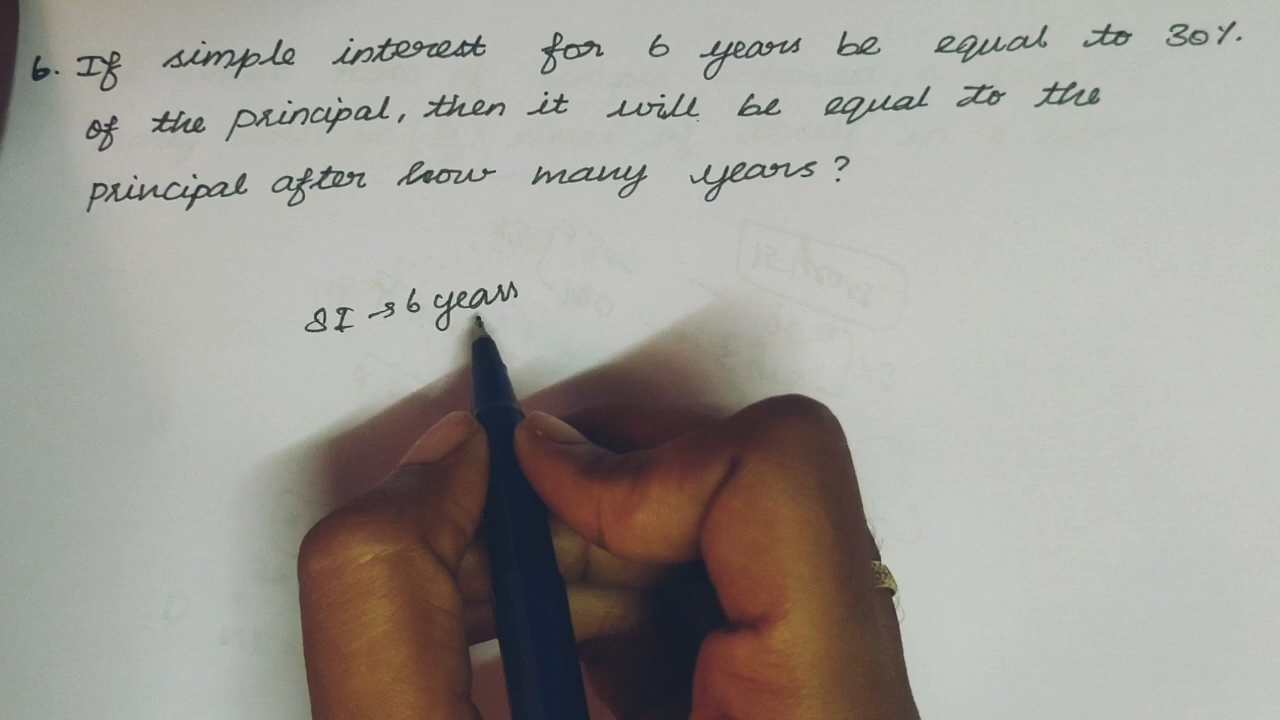 6. If simple interest for 6 years be equal to 30%.
of the principal, then it will be equal to the
principal after how many years?
SI → 6 years